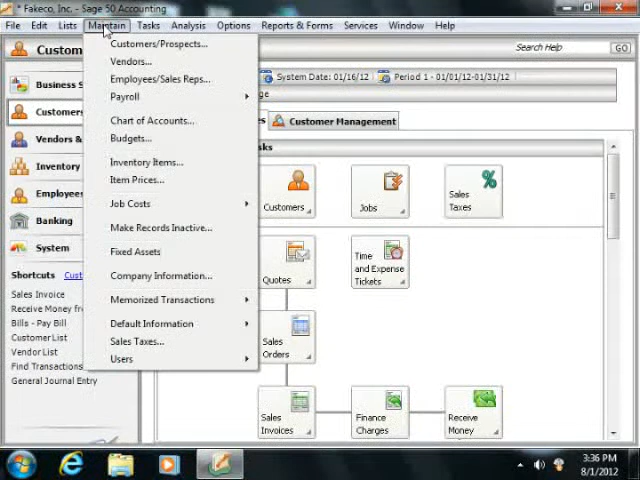 * Fakeco, Inc. - Sage 50 Accounting
File Edit Lists Maintain Tasks Analysis Options Reports & Forms Services Window Help
Custom
Search Help GO
System Date: 01/16/12 Period 1 - 01/01/12-01/31/12
Customers/Prospects...
Vendors...
Employees/Sales Reps...
Payroll
Chart of Accounts...
Budgets...
Inventory Items...
Item Prices...
Job Costs
Make Records Inactive...
Fixed Assets
Company Information...
Memorized Transactions
Default Information
Sales Taxes...
Users
Business S
Customers
Vendors &
Inventory
Employees
Banking
System
Shortcuts Cust
Sales Invoice
Receive Money fro
Bills - Pay Bill
Customer List
Vendor List
Find Transactions
General Journal Entry
ge
es Customer Management
sks
Customers
Jobs
Sales
Taxes
Quotes
Time
and Expense
Tickets
Sales
Orders
Sales
Invoices
Finance
Charges
Receive
Money
3:36 PM
8/1/2012